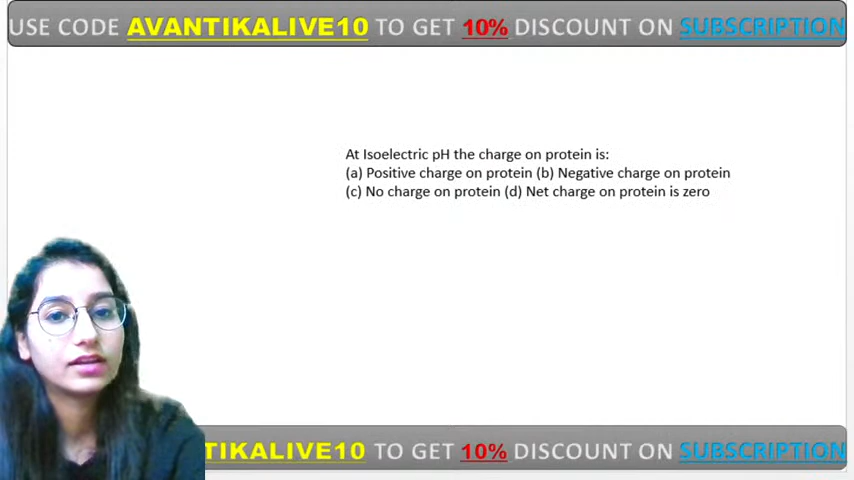 USE CODE AVANTIKALIVE10 TO GET 10% DISCOUNT ON SUBSCRIPTION
At Isoelectric pH the charge on protein is:
(a) Positive charge on protein (b) Negative charge on protein
(c) No charge on protein (d) Net charge on protein is zero
TIKALIVE10 TO GET 10% DISCOUNT ON SUBSCRIPTION